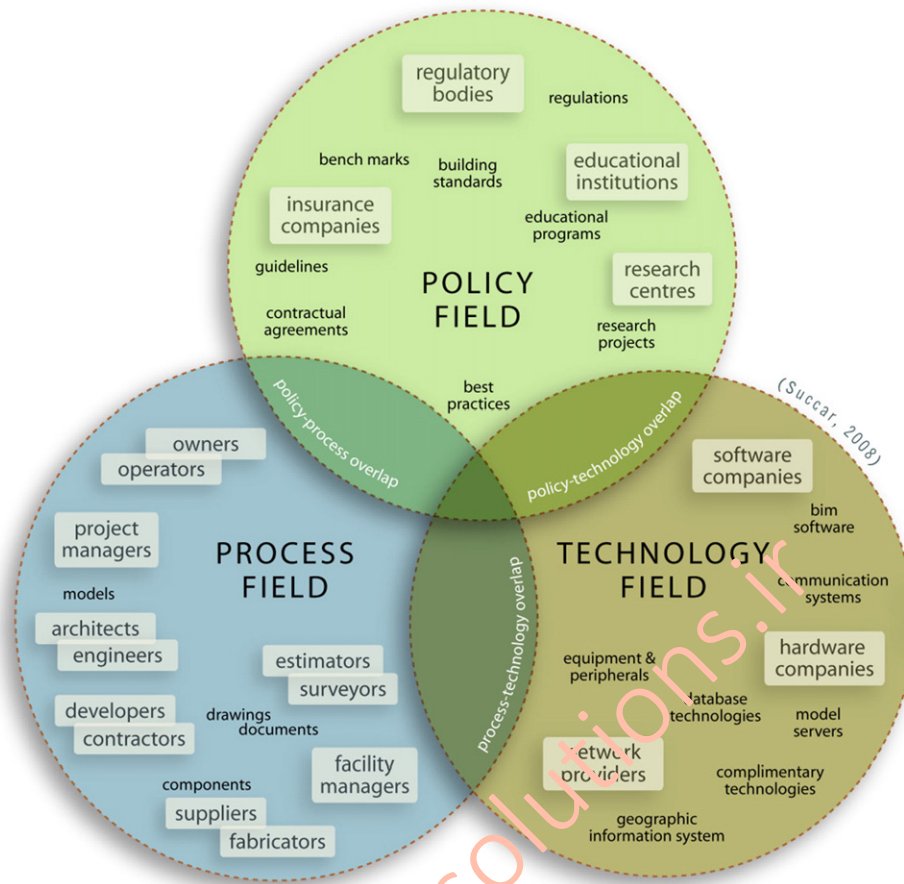 regulatory
bodies
regulations
bench marks
building
standards
educational
institutions
insurance
companies
educational
programs
guidelines
POLICY
FIELD
research
centres
contractual
agreements
research
projects
best
practices
policy-process overlap
policy-technology overlap
(Succar, 2008)
owners
operators
project
managers
PROCESS
FIELD
models
architects
engineers
estimators
surveyors
developers
contractors
drawings
documents
facility
managers
components
suppliers
fabricators
process-technology overlap
software
companies
bim
software
TECHNOLOGY
FIELD
communication
systems
equipment &
peripherals
hardware
companies
database
technologies
model
servers
network
providers
complimentary
technologies
geographic
information system
solutions.ir